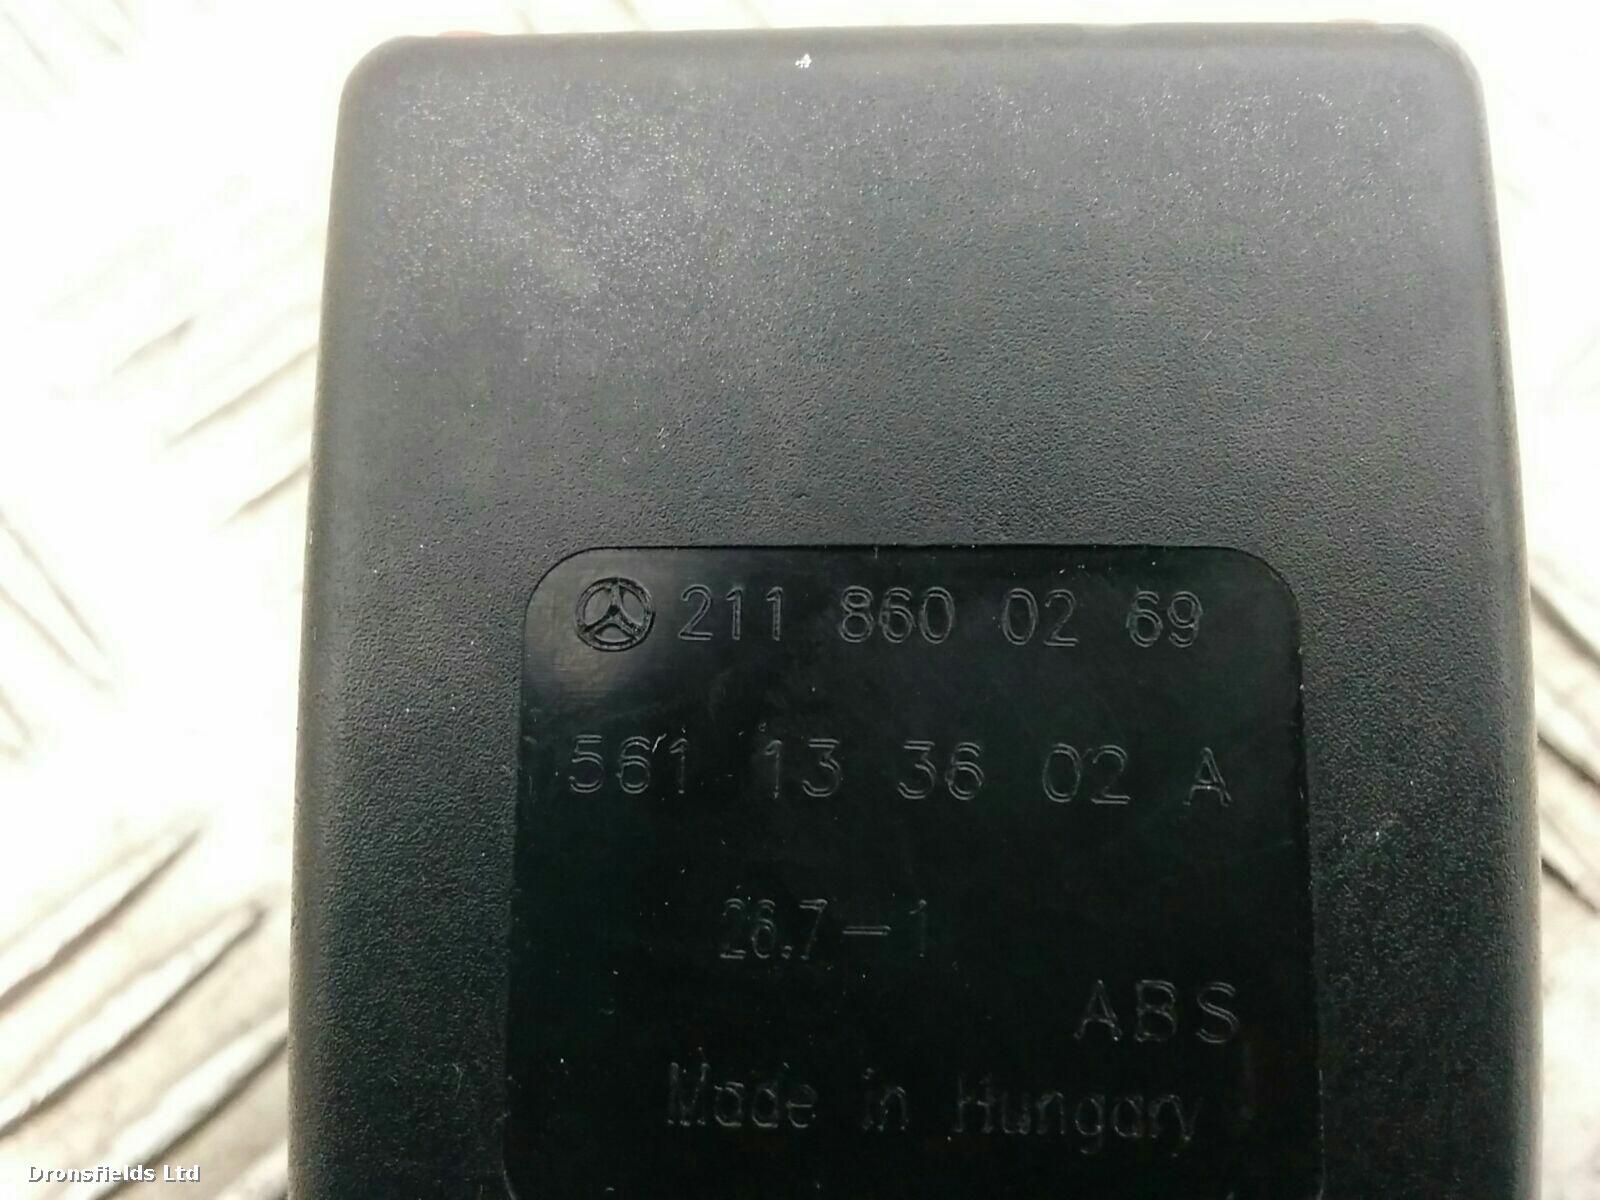 211 860 02 69
561 13 36 02 A
26.7-1
ABS
Made in Hungary
Dronsfields Ltd